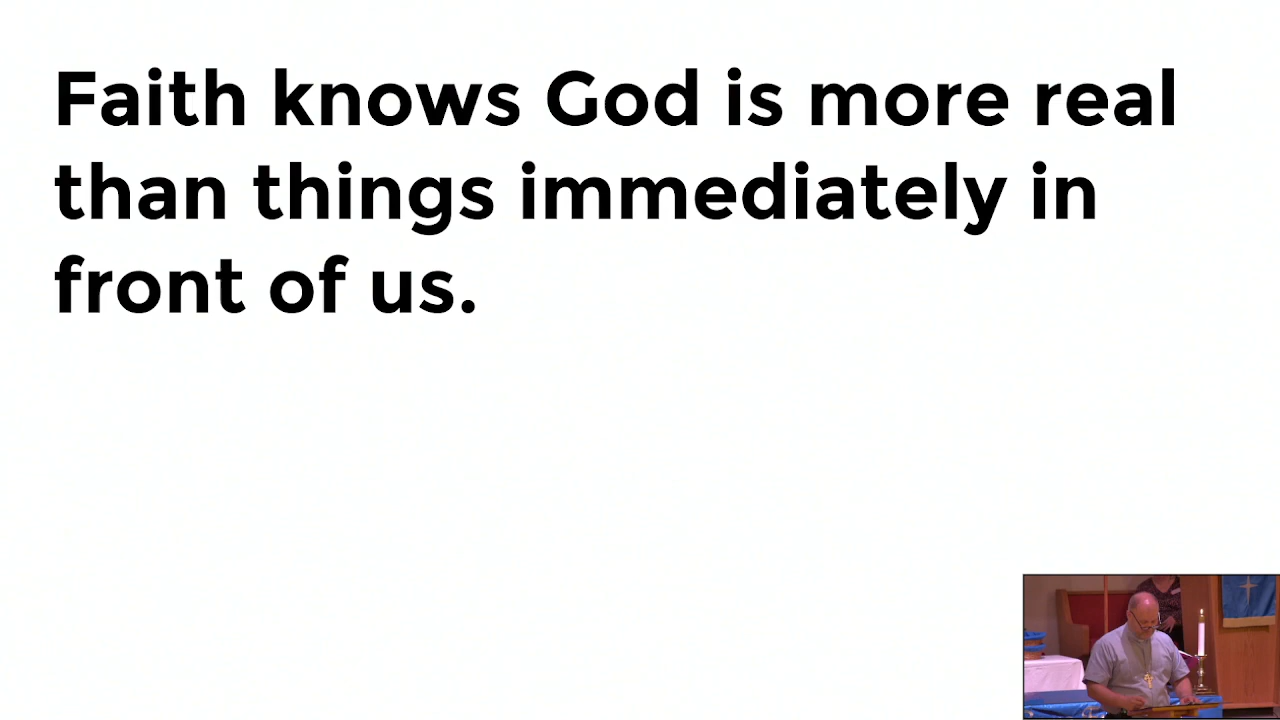 Faith knows God is more real
than things immediately in
front of us.